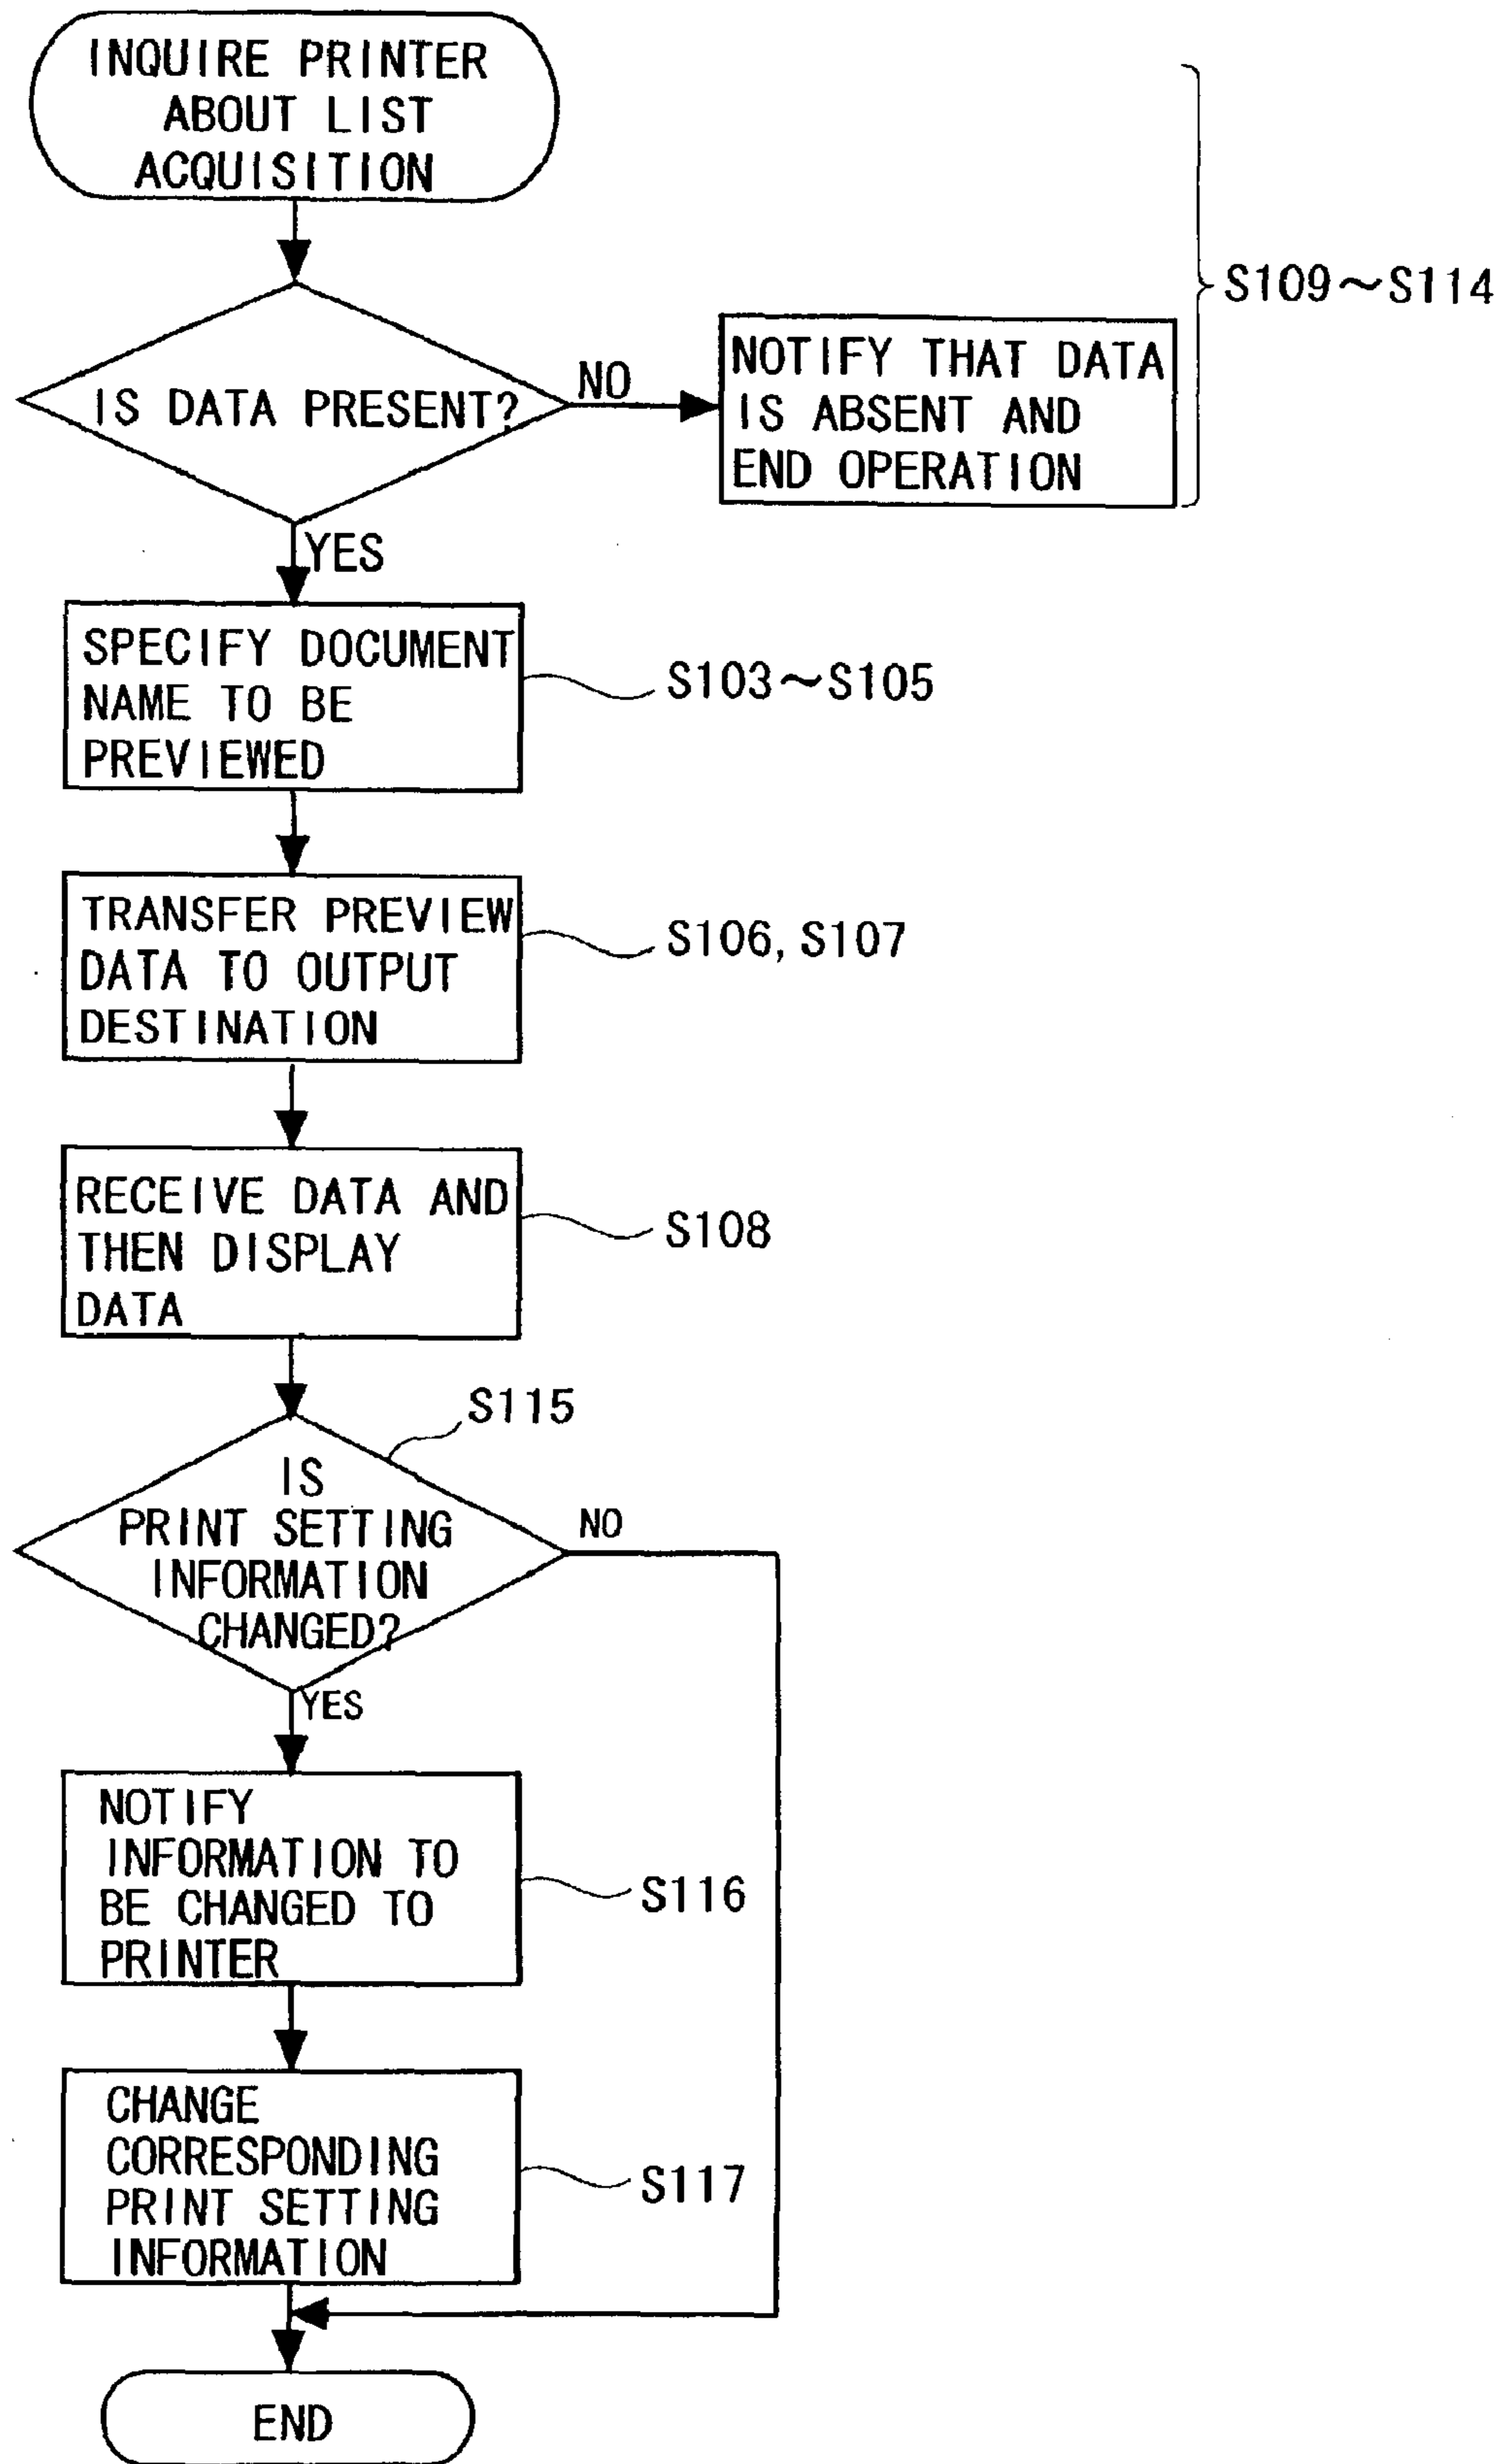 INQUIRE PRINTER
ABOUT LIST
ACQUISITION
S109～S114
IS DATA PRESENT?
NO
NOTIFY THAT DATA
IS ABSENT AND
END OPERATION
YES
SPECIFY DOCUMENT
NAME TO BE
PREVIEWED
S103～S105
TRANSFER PREVIEW
DATA TO OUTPUT
DESTINATION
S106, S107
RECEIVE DATA AND
THEN DISPLAY
DATA
S108
S115
IS
PRINT SETTING
INFORMATION
CHANGED?
NO
YES
NOTIFY
INFORMATION TO
BE CHANGED TO
PRINTER
S116
CHANGE
CORRESPONDING
PRINT SETTING
INFORMATION
S117
END